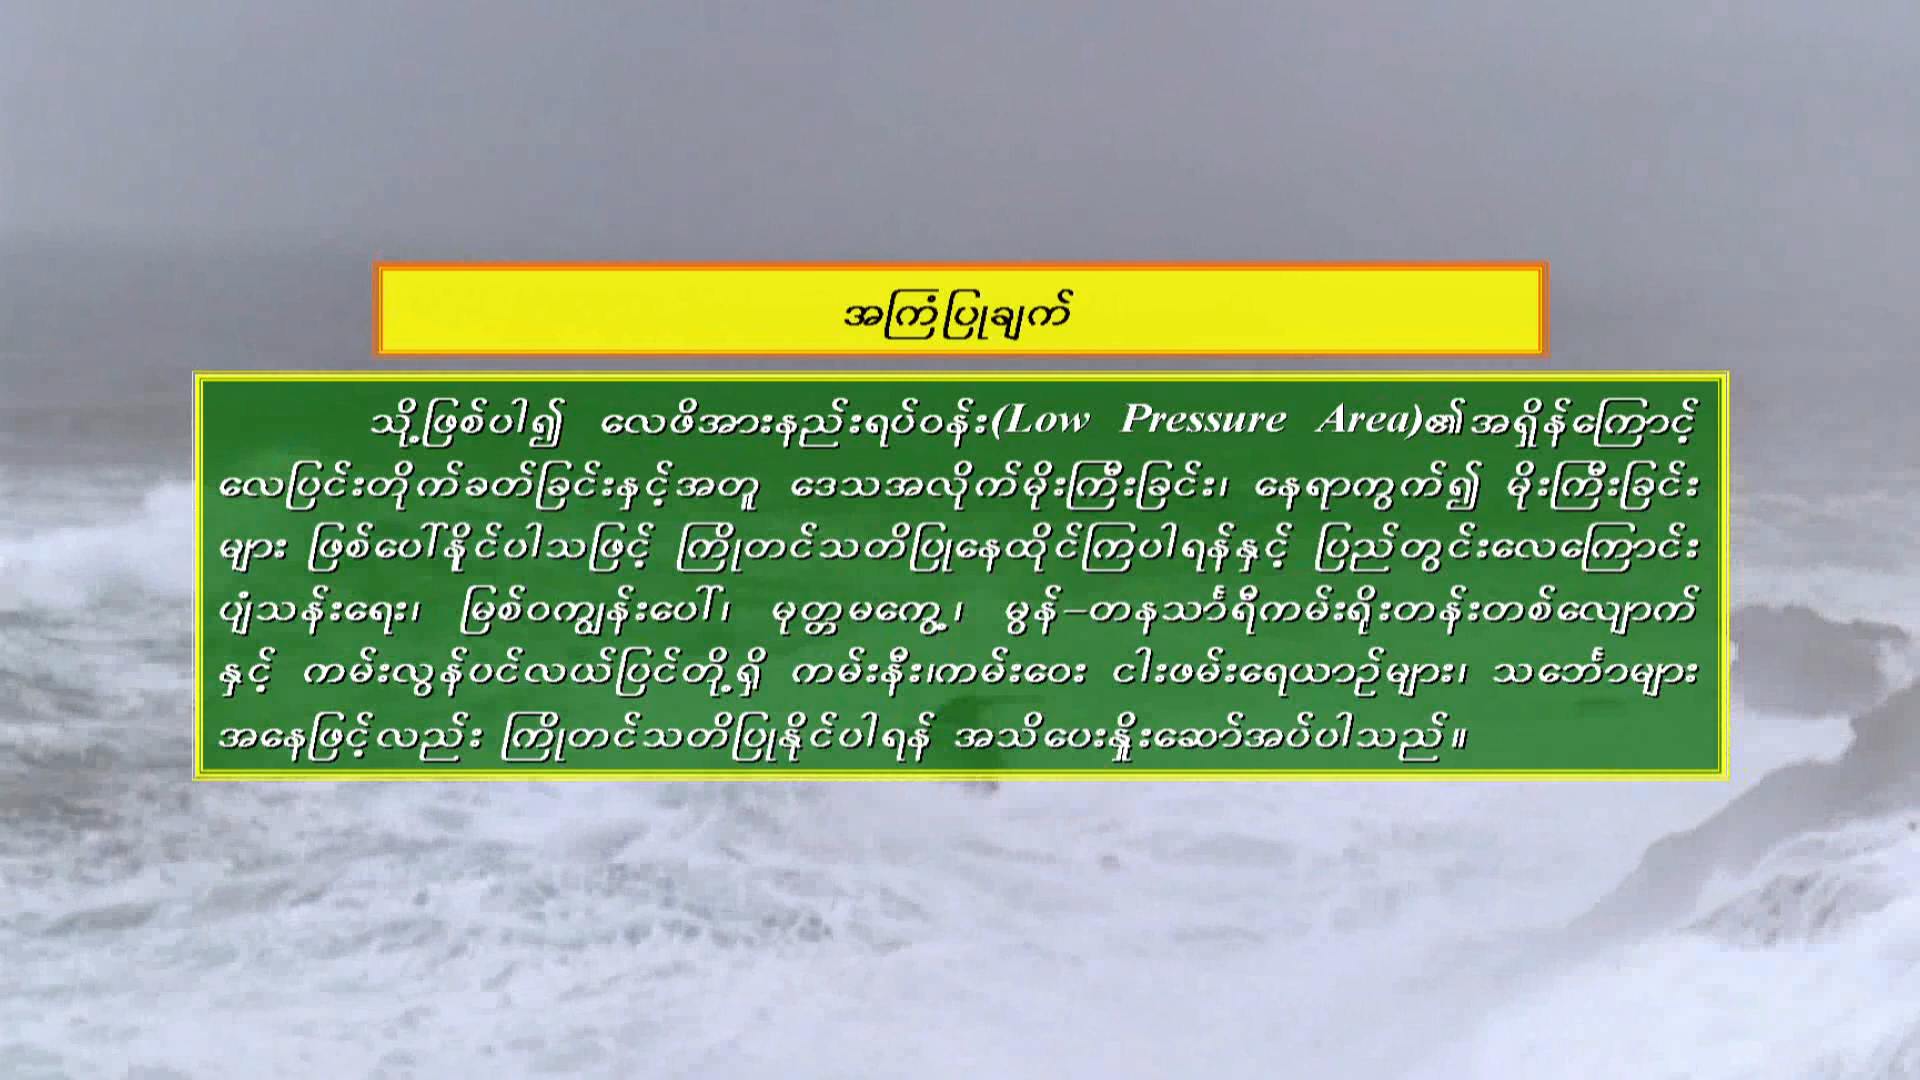 အကြံပြုချက်
သို့ဖြစ်ပါ၍ လေဖိအားနည်းရပ်ဝန်း(Low Pressure Area)၏အရှိန်ကြောင့်
လေပြင်းတိုက်ခတ်ခြင်းနှင့်အတူ ဒေသအလိုက်မိုးကြီးခြင်း၊ နေရာကွက်၍ မိုးကြီးခြင်း
များ ဖြစ်ပေါ်နိုင်ပါသဖြင့် ကြိုတင်သတိပြုနေထိုင်ကြပါရန်နှင့် ပြည်တွင်းလေကြောင်း
ပျံသန်းရေး၊ မြစ်ဝကျွန်းပေါ်၊ မုတ္တမကွေ့၊ မွန်–တနင်္သာရီကမ်းရိုးတန်းတစ်လျောက်
နှင့် ကမ်းလွန်ပင်လယ်ပြင်တို့ရှိ ကမ်းနီး၊ကမ်းဝေး ငါးဖမ်းရေယာဉ်များ၊ သင်္ဘောများ
အနေဖြင့်လည်း ကြိုတင်သတိပြုနိုင်ပါရန် အသိပေးနှိုးဆော်အပ်ပါသည်။